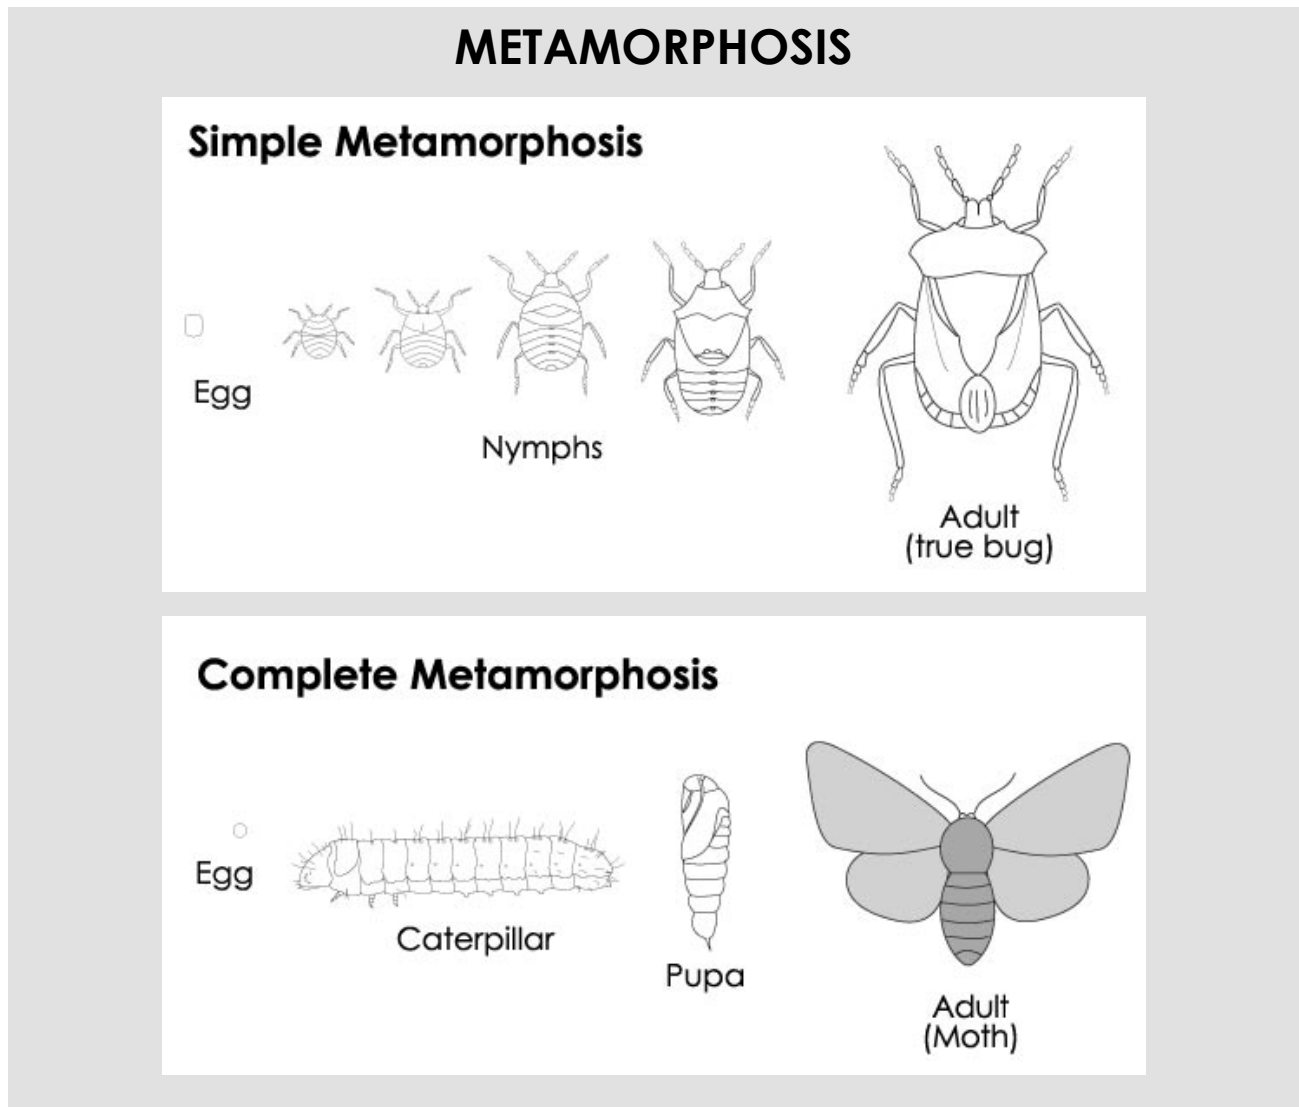 METAMORPHOSIS
Simple Metamorphosis
Egg
Nymphs
Adult
(true bug)
Complete Metamorphosis
Egg
Caterpillar
Pupa
Adult
(Moth)